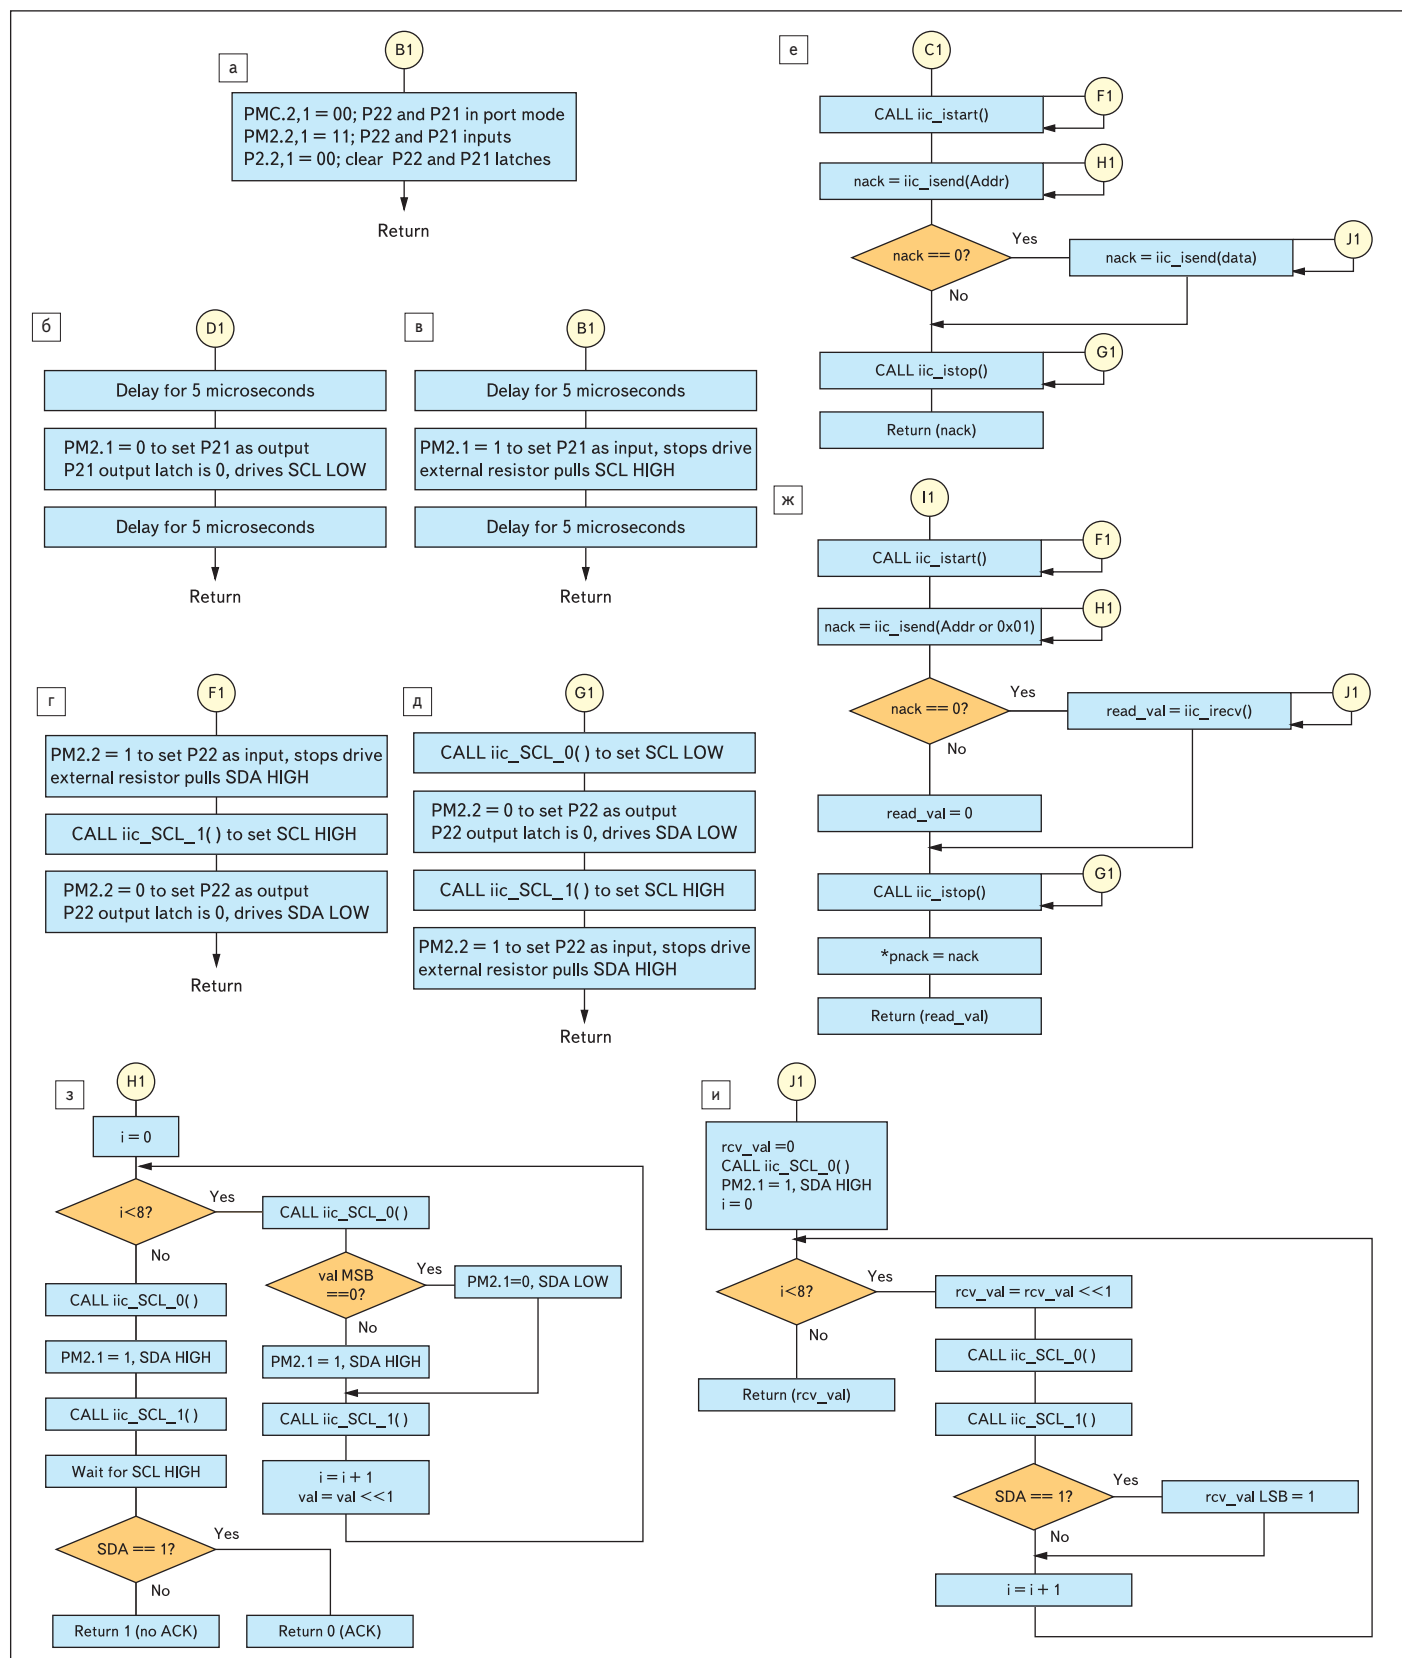 а
B1
PMC.2,1 = 00; P22 and P21 in port mode
PM2.2,1 = 11; P22 and P21 inputs
P2.2,1 = 00; clear P22 and P21 latches
Return
б
D1
Delay for 5 microseconds
PM2.1 = 0 to set P21 as output
P21 output latch is 0, drives SCL LOW
Delay for 5 microseconds
Return
в
B1
Delay for 5 microseconds
PM2.1 = 1 to set P21 as input, stops drive
external resistor pulls SCL HIGH
Delay for 5 microseconds
Return
г
F1
PM2.2 = 1 to set P22 as input, stops drive
external resistor pulls SDA HIGH
CALL iic_SCL_1( ) to set SCL HIGH
PM2.2 = 0 to set P22 as output
P22 output latch is 0, drives SDA LOW
Return
д
G1
CALL iic_SCL_0( ) to set SCL LOW
PM2.2 = 0 to set P22 as output
P22 output latch is 0, drives SDA LOW
CALL iic_SCL_1( ) to set SCL HIGH
PM2.2 = 1 to set P22 as input, stops drive
external resistor pulls SDA HIGH
Return
е
C1
CALL iic_istart()
F1
nack = iic_isend(Addr)
H1
nack == 0?
Yes
nack = iic_isend(data)
J1
No
CALL iic_istop()
G1
Return (nack)
ж
I1
CALL iic_istart()
F1
nack = iic_isend(Addr or 0x01)
H1
nack == 0?
Yes
read_val = iic_irecv()
J1
No
read_val = 0
CALL iic_istop()
G1
*pnack = nack
Return (read_val)
з
H1
i = 0
i<8?
Yes
No
CALL iic_SCL_0( )
val MSB
==0?
Yes
PM2.1=0, SDA LOW
No
PM2.1 = 1, SDA HIGH
CALL iic_SCL_1( )
i = i + 1
val = val <<1
CALL iic_SCL_0( )
PM2.1 = 1, SDA HIGH
CALL iic_SCL_1( )
Wait for SCL HIGH
SDA == 1?
Yes
No
Return 1 (no ACK)
Return 0 (ACK)
и
J1
rcv_val =0
CALL iic_SCL_0( )
PM2.1 = 1, SDA HIGH
i = 0
i<8?
Yes
No
Return (rcv_val)
rcv_val = rcv_val <<1
CALL iic_SCL_0( )
CALL iic_SCL_1( )
SDA == 1?
Yes
rcv_val LSB = 1
No
i = i + 1